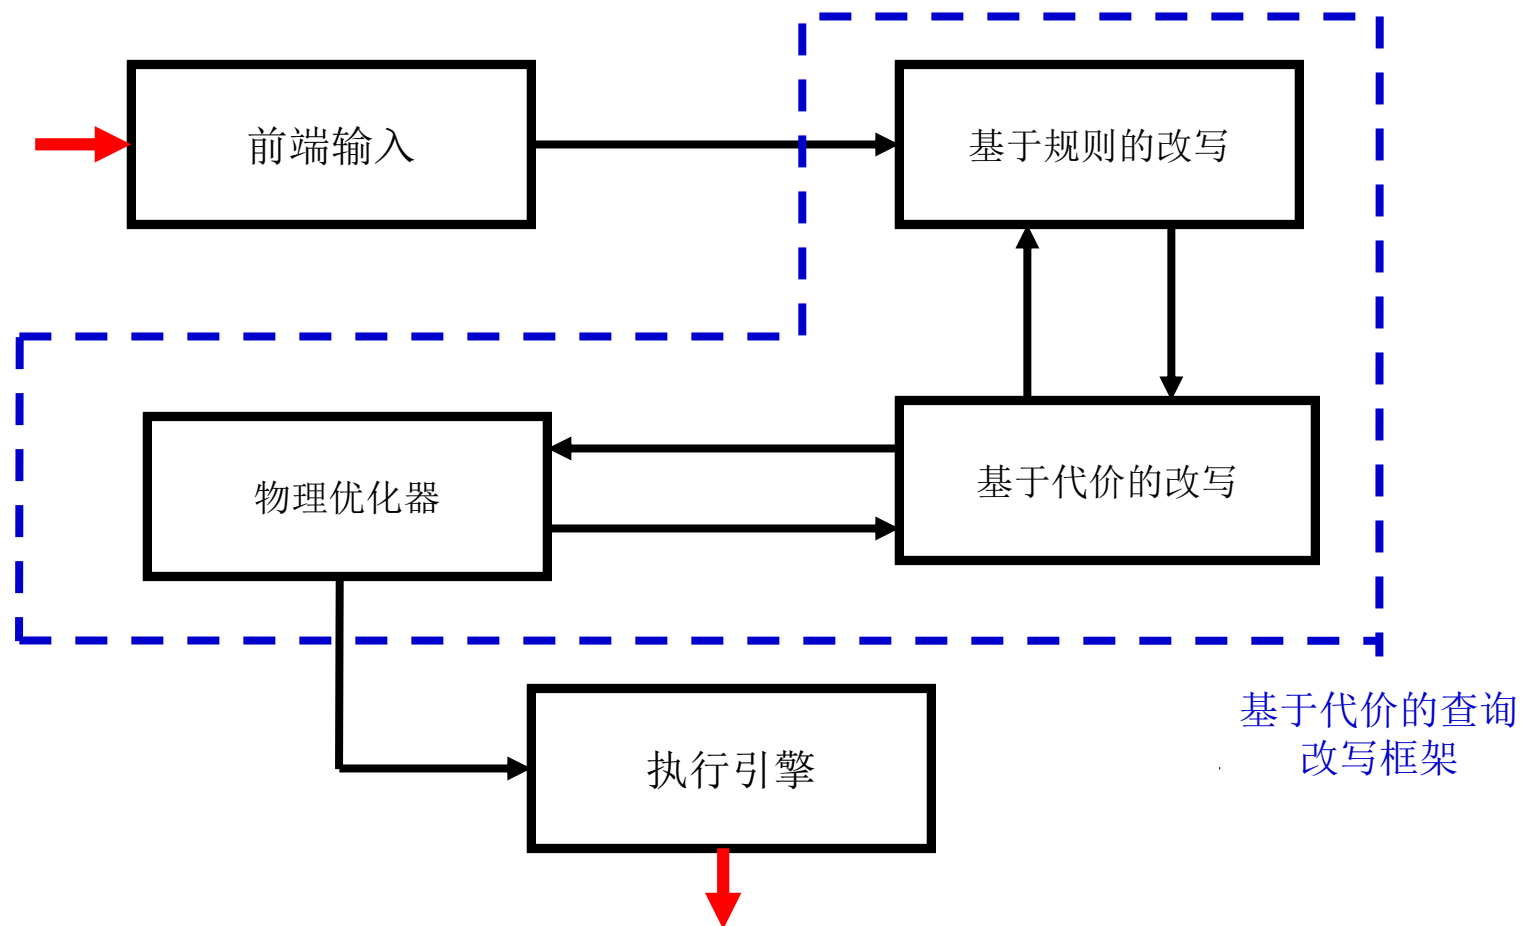 前端输入
基于规则的改写
物理优化器
基于代价的改写
执行引擎
基于代价的查询
改写框架